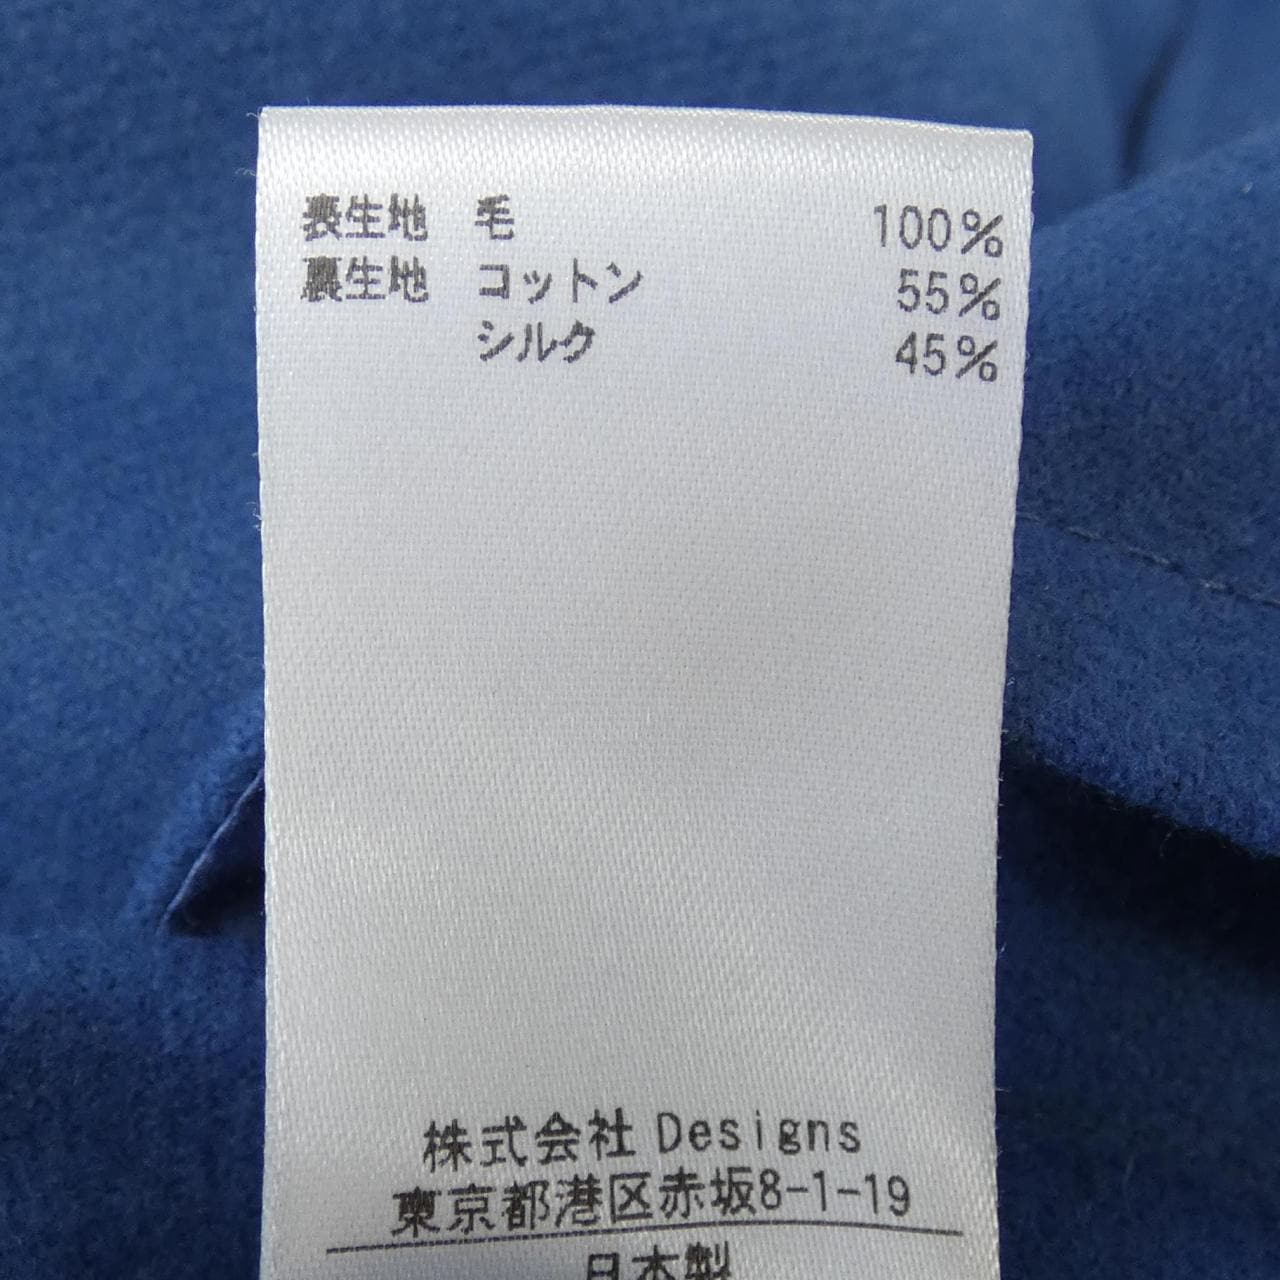 表生地 毛 100%
裏生地 コットン 55%
シルク 45%
株式会社 Designs
東京都港区赤坂8-1-19
日本製